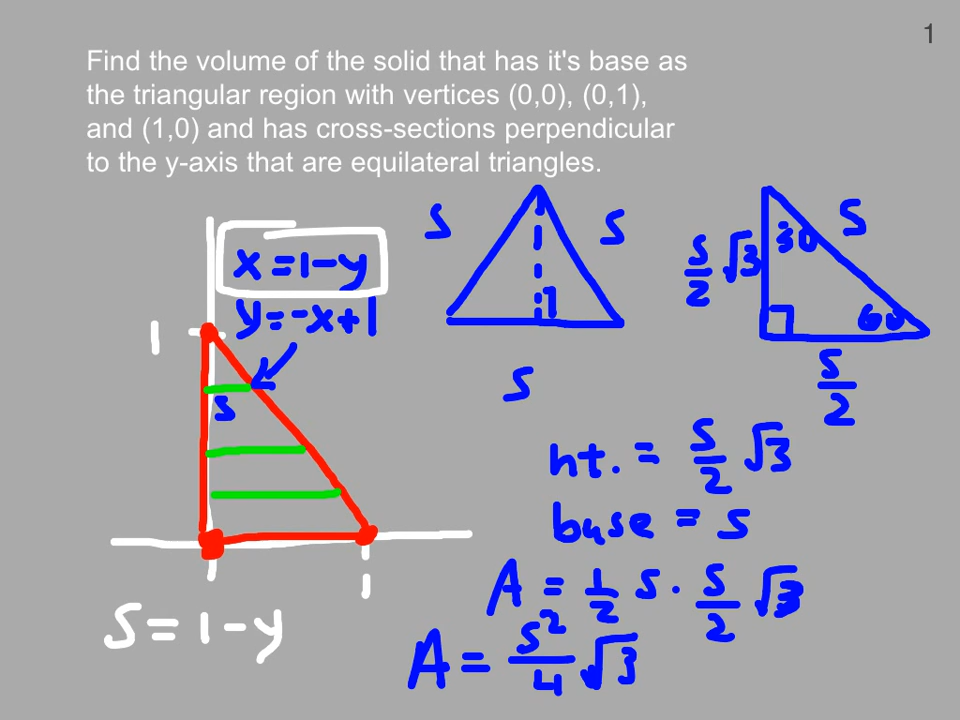 1
Find the volume of the solid that has it's base as
the triangular region with vertices (0,0), (0,1),
and (1,0) and has cross-sections perpendicular
to the y-axis that are equilateral triangles.
x = 1-y
y = -x+1
1
s
1
s = 1-y
s
s
s
s/2 √3
30
s
60
s/2
ht. = s/2 √3
base = s
A = 1/2 s · s/2 √3
A = s²/4 √3